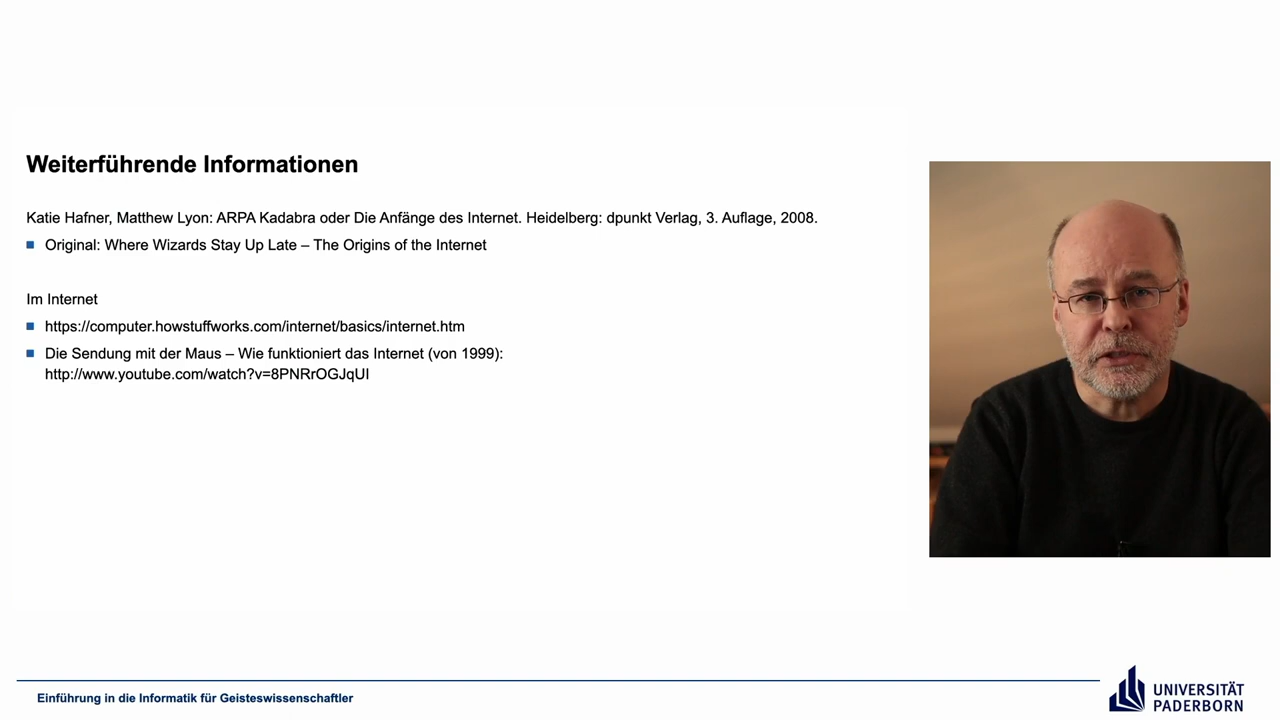 Weiterführende Informationen
Katie Hafner, Matthew Lyon: ARPA Kadabra oder Die Anfänge des Internet. Heidelberg: dpunkt Verlag, 3. Auflage, 2008.
Original: Where Wizards Stay Up Late – The Origins of the Internet
Im Internet
https://computer.howstuffworks.com/internet/basics/internet.htm
Die Sendung mit der Maus – Wie funktioniert das Internet (von 1999):
http://www.youtube.com/watch?v=8PNRrOGJqUI
Einführung in die Informatik für Geisteswissenschaftler
UNIVERSITÄT
PADERBORN